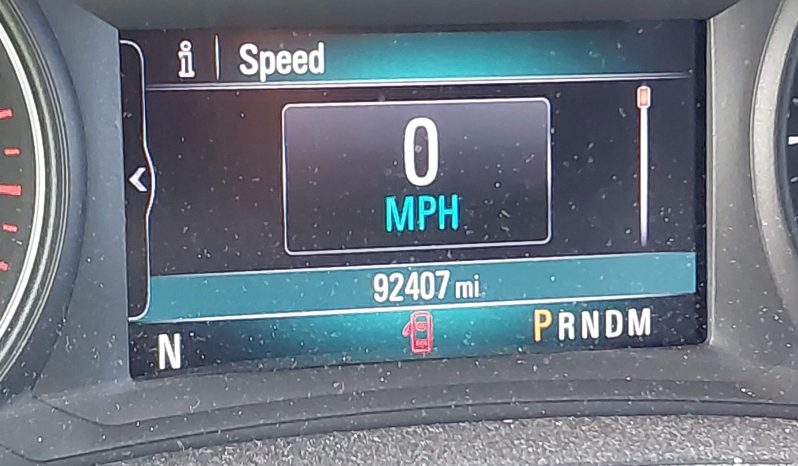 i Speed
0
MPH
92407 mi
N PRNDM